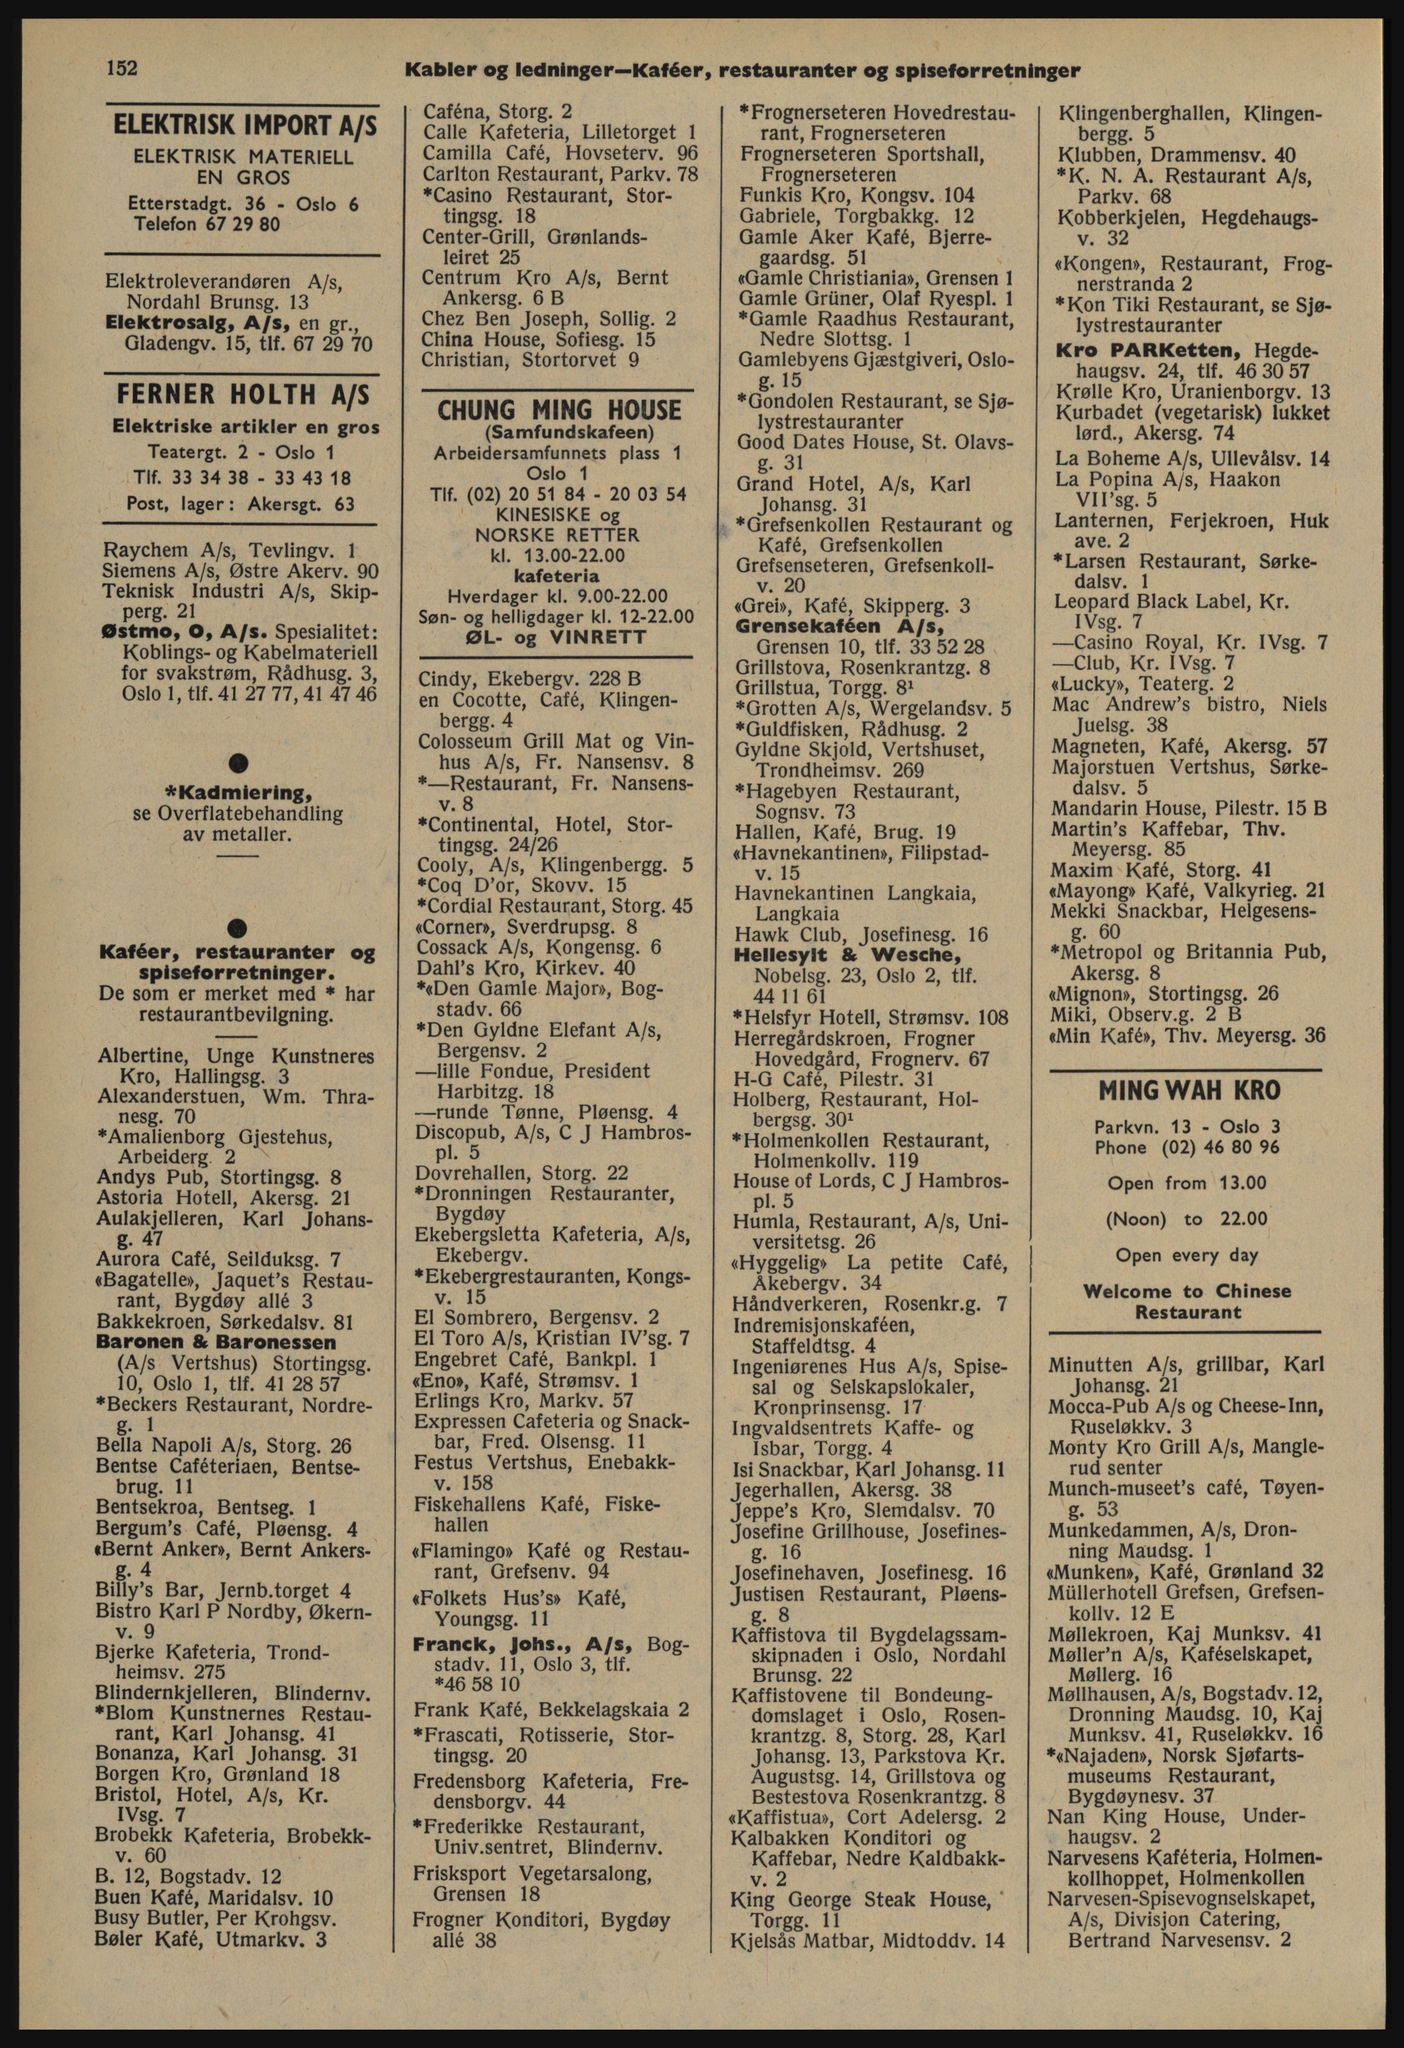 152
Kabler og ledninger—Kaféer, restauranter og spiseforretninger
ELEKTRISK IMPORT A/S
ELEKTRISK MATERIELL
EN GROS
Etterstadgt. 36 - Oslo 6
Telefon 67 29 80
Elektroleverandøren A/s,
Nordahl Brunsg. 13
Elektrosalg, A/s, en gr.,
Gladengv. 15, tlf. 67 29 70
FERNER HOLTH A/S
Elektriske artikler en gros
Teatergt. 2 - Oslo 1
Tlf. 33 34 38 - 33 43 18
Post, lager: Akersgt. 63
Raychem A/s, Tevlingv. 1
Siemens A/s, Østre Akerv. 90
Teknisk Industri A/s, Skip-
perg. 21
Østmo, O, A/s. Spesialitet:
Koblings- og Kabelmateriell
for svakstrøm, Rådhusg. 3,
Oslo 1, tlf. 41 27 77, 41 47 46
●
*Kadmiering,
se Overflatebehandling
av metaller.
●
Kaféer, restauranter og
spiseforretninger.
De som er merket med * har
restaurantbevilgning.
Albertine, Unge Kunstneres
Kro, Hallingsg. 3
Alexanderstuen, Wm. Thra-
nesg. 70
*Amalienborg Gjestehus,
Arbeiderg. 2
Andys Pub, Stortingsg. 8
Astoria Hotell, Akersg. 21
Aulakjelleren, Karl Johans-
g. 47
Aurora Café, Seilduksg. 7
«Bagatelle», Jaquet's Restau-
rant, Bygdøy allé 3
Bakkekroen, Sørkedalsv. 81
Baronen & Baronessen
(A/s Vertshus) Stortingsg.
10, Oslo 1, tlf. 41 28 57
*Beckers Restaurant, Nordre-
g. 1
Bella Napoli A/s, Storg. 26
Bentse Caféteriaen, Bentse-
brug. 11
Bentsekroa, Bentseg. 1
Bergum's Café, Pløensg. 4
«Bernt Anker», Bernt Ankers-
g. 4
Billy's Bar, Jernb.torget 4
Bistro Karl P Nordby, Økern-
v. 9
Bjerke Kafeteria, Trond-
heimsv. 275
Blindernkjelleren, Blindernv.
*Blom Kunstnernes Restau-
rant, Karl Johansg. 41
Bonanza, Karl Johansg. 31
Borgen Kro, Grønland 18
Bristol, Hotel, A/s, Kr.
IVsg. 7
Brobekk Kafeteria, Brobekk-
v. 60
B. 12, Bogstadv. 12
Buen Kafé, Maridalsv. 10
Busy Butler, Per Krohgsv.
Bøler Kafé, Utmarkv. 3
Caféna, Storg. 2
Calle Kafeteria, Lilletorget 1
Camilla Café, Hovseterv. 96
Carlton Restaurant, Parkv. 78
*Casino Restaurant, Stor-
tingsg. 18
Center-Grill, Grønlands-
leiret 25
Centrum Kro A/s, Bernt
Ankersg. 6 B
Chez Ben Joseph, Sollig. 2
China House, Sofiesg. 15
Christian, Stortorvet 9
CHUNG MING HOUSE
(Samfundskafeen)
Arbeidersamfunnets plass 1
Oslo 1
Tlf. (02) 20 51 84 - 20 03 54
KINESISKE og
NORSKE RETTER
kl. 13.00-22.00
kafeteria
Hverdager kl. 9.00-22.00
Søn- og helligdager kl. 12-22.00
ØL- og VINRETT
Cindy, Ekebergv. 228 B
en Cocotte, Café, Klingen-
bergg. 4
Colosseum Grill Mat og Vin-
hus A/s, Fr. Nansensv. 8
*—Restaurant, Fr. Nansens-
v. 8
*Continental, Hotel, Stor-
tingsg. 24/26
Cooly, A/s, Klingenbergg. 5
*Coq D'or, Skovv. 15
*Cordial Restaurant, Storg. 45
«Corner», Sverdrupsg. 8
Cossack A/s, Kongensg. 6
Dahl's Kro, Kirkev. 40
*«Den Gamle Major», Bog-
stadv. 66
*Den Gyldne Elefant A/s,
Bergensv. 2
—lille Fondue, President
Harbitzg. 18
—runde Tønne, Pløensg. 4
Discopub, A/s, C J Hambros-
pl. 5
Dovrehallen, Storg. 22
*Dronningen Restauranter,
Bygdøy
Ekebergsletta Kafeteria, A/s,
Ekebergv.
*Ekebergrestauranten, Kongs-
v. 15
El Sombrero, Bergensv. 2
El Toro A/s, Kristian IV'sg. 7
Engebret Café, Bankpl. 1
«Eno», Kafé, Strømsv. 1
Erlings Kro, Markv. 57
Expressen Cafeteria og Snack-
bar, Fred. Olsensg. 11
Festus Vertshus, Enebakk-
v. 158
Fiskehallens Kafé, Fiske-
hallen
«Flamingo» Kafé og Restau-
rant, Grefsenv. 94
«Folkets Hus's» Kafé,
Youngsg. 11
Franck, Johs., A/s, Bog-
stadv. 11, Oslo 3, tlf.
*46 58 10
Frank Kafé, Bekkelagskaia 2
*Frascati, Rotisserie, Stor-
tingsg. 20
Fredensborg Kafeteria, Fre-
densborgv. 44
*Frederikke Restaurant,
Univ.sentret, Blindernv.
Frisksport Vegetarsalong,
Grensen 18
Frogner Konditori, Bygdøy
allé 38
*Frognerseteren Hovedrestau-
rant, Frognerseteren
Frognerseteren Sportshall,
Frognerseteren
Funkis Kro, Kongsv. 104
Gabriele, Torgbakkg. 12
Gamle Aker Kafé, Bjerre-
gaardsg. 51
«Gamle Christiania», Grensen 1
Gamle Grüner, Olaf Ryespl. 1
*Gamle Raadhus Restaurant,
Nedre Slottsg. 1
Gamlebyens Gjæstgiveri, Oslo-
g. 15
*Gondolen Restaurant, se Sjø-
lystrestauranter
Good Dates House, St. Olavs-
g. 31
Grand Hotel, A/s, Karl
Johansg. 31
*Grefsenkollen Restaurant og
Kafé, Grefsenkollen
Grefsenseteren, Grefsenkoll-
v. 20
«Grei», Kafé, Skipperg. 3
Grensekaféen A/s,
Grensen 10, tlf. 33 52 28
Grillstova, Rosenkrantzg. 8
Grillstua, Torgg. 8¹
*Grotten A/s, Wergelandsv. 5
*Guldfisken, Rådhusg. 2
Gyldne Skjold, Vertshuset,
Trondheimsv. 269
*Hagebyen Restaurant,
Sognsv. 73
Hallen, Kafé, Brug. 19
«Havnekantinen», Filipstad-
v. 15
Havnekantinen Langkaia,
Langkaia
Hawk Club, Josefinesg. 16
Hellesylt & Wesche,
Nobelsg. 23, Oslo 2, tlf.
44 11 61
*Helsfyr Hotell, Strømsv. 108
Herregårdskroen, Frogner
Hovedgård, Frognerv. 67
H-G Café, Pilestr. 31
Holberg, Restaurant, Hol-
bergsg. 30¹
*Holmenkollen Restaurant,
Holmenkollv. 119
House of Lords, C J Hambros-
pl. 5
Humla, Restaurant, A/s, Uni-
versitetsg. 26
«Hyggelig» La petite Café,
Åkebergv. 34
Håndverkeren, Rosenkr.g. 7
Indremisjonskaféen,
Staffeldtsg. 4
Ingeniørenes Hus A/s, Spise-
sal og Selskapslokaler,
Kronprinsensg. 17
Ingvaldsentrets Kaffe- og
Isbar, Torgg. 4
Isi Snackbar, Karl Johansg. 11
Jegerhallen, Akersg. 38
Jeppe's Kro, Slemdalsv. 70
Josefine Grillhouse, Josefines-
g. 16
Josefinehaven, Josefinesg. 16
Justisen Restaurant, Pløens-
g. 8
Kaffistova til Bygdelagssam-
skipnaden i Oslo, Nordahl
Brunsg. 22
Kaffistovene til Bondeung-
domslaget i Oslo, Rosen-
krantzg. 8, Storg. 28, Karl
Johansg. 13, Parkstova Kr.
Augustsg. 14, Grillstova og
Bestestova Rosenkrantzg. 8
«Kaffistua», Cort Adelersg. 2
Kalbakken Konditori og
Kaffebar, Nedre Kaldbakk-
v. 2
King George Steak House,
Torgg. 11
Kjelsås Matbar, Midtoddv. 14
Klingenberghallen, Klingen-
bergg. 5
Klubben, Drammensv. 40
*K. N. A. Restaurant A/s,
Parkv. 68
Kobberkjelen, Hegdehaugs-
v. 32
«Kongen», Restaurant, Frog-
nerstranda 2
*Kon Tiki Restaurant, se Sjø-
lystrestauranter
Kro PARKetten, Hegde-
haugsv. 24, tlf. 46 30 57
Krølle Kro, Uranienborgv. 13
Kurbadet (vegetarisk) lukket
lørd., Akersg. 74
La Boheme A/s, Ullevålsv. 14
La Popina A/s, Haakon
VII'sg. 5
Lanternen, Ferjekroen, Huk
ave. 2
*Larsen Restaurant, Sørke-
dalsv. 1
Leopard Black Label, Kr.
IVsg. 7
—Casino Royal, Kr. IVsg. 7
—Club, Kr. IVsg. 7
«Lucky», Teaterg. 2
Mac Andrew's bistro, Niels
Juelsg. 38
Magneten, Kafé, Akersg. 57
Majorstuen Vertshus, Sørke-
dalsv. 5
Mandarin House, Pilestr. 15 B
Martin's Kaffebar, Thv.
Meyersg. 85
Maxim Kafé, Storg. 41
«Mayong» Kafé, Valkyrieg. 21
Mekki Snackbar, Helgesens-
g. 60
*Metropol og Britannia Pub,
Akersg. 8
«Mignon», Stortingsg. 26
Miki, Observ.g. 2 B
«Min Kafé», Thv. Meyersg. 36
MING WAH KRO
Parkvn. 13 - Oslo 3
Phone (02) 46 80 96
Open from 13.00
(Noon) to 22.00
Open every day
Welcome to Chinese
Restaurant
Minutten A/s, grillbar, Karl
Johansg. 21
Mocca-Pub A/s og Cheese-Inn,
Ruseløkkv. 3
Monty Kro Grill A/s, Mangle-
rud senter
Munch-museet's café, Tøyen-
g. 53
Munkedammen, A/s, Dron-
ning Maudsg. 1
«Munken», Kafé, Grønland 32
Müllerhotell Grefsen, Grefsen-
kollv. 12 E
Møllekroen, Kaj Munksv. 41
Møller'n A/s, Kaféselskapet,
Møllerg. 16
Møllhausen, A/s, Bogstadv. 12,
Dronning Maudsg. 10, Kaj
Munksv. 41, Ruseløkkv. 16
*«Najaden», Norsk Sjøfarts-
museums Restaurant,
Bygdøynesv. 37
Nan King House, Under-
haugsv. 2
Narvesens Kaféteria, Holmen-
kollhoppet, Holmenkollen
Narvesen-Spisevognselskapet,
A/s, Divisjon Catering,
Bertrand Narvesensv. 2